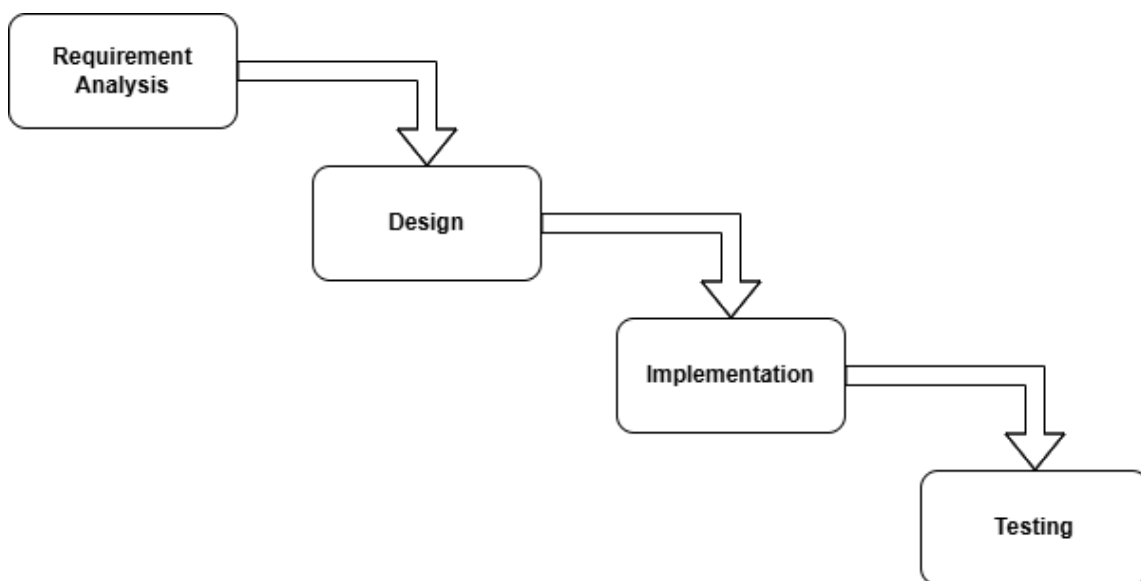 Requirement
Analysis
Design
Implementation
Testing